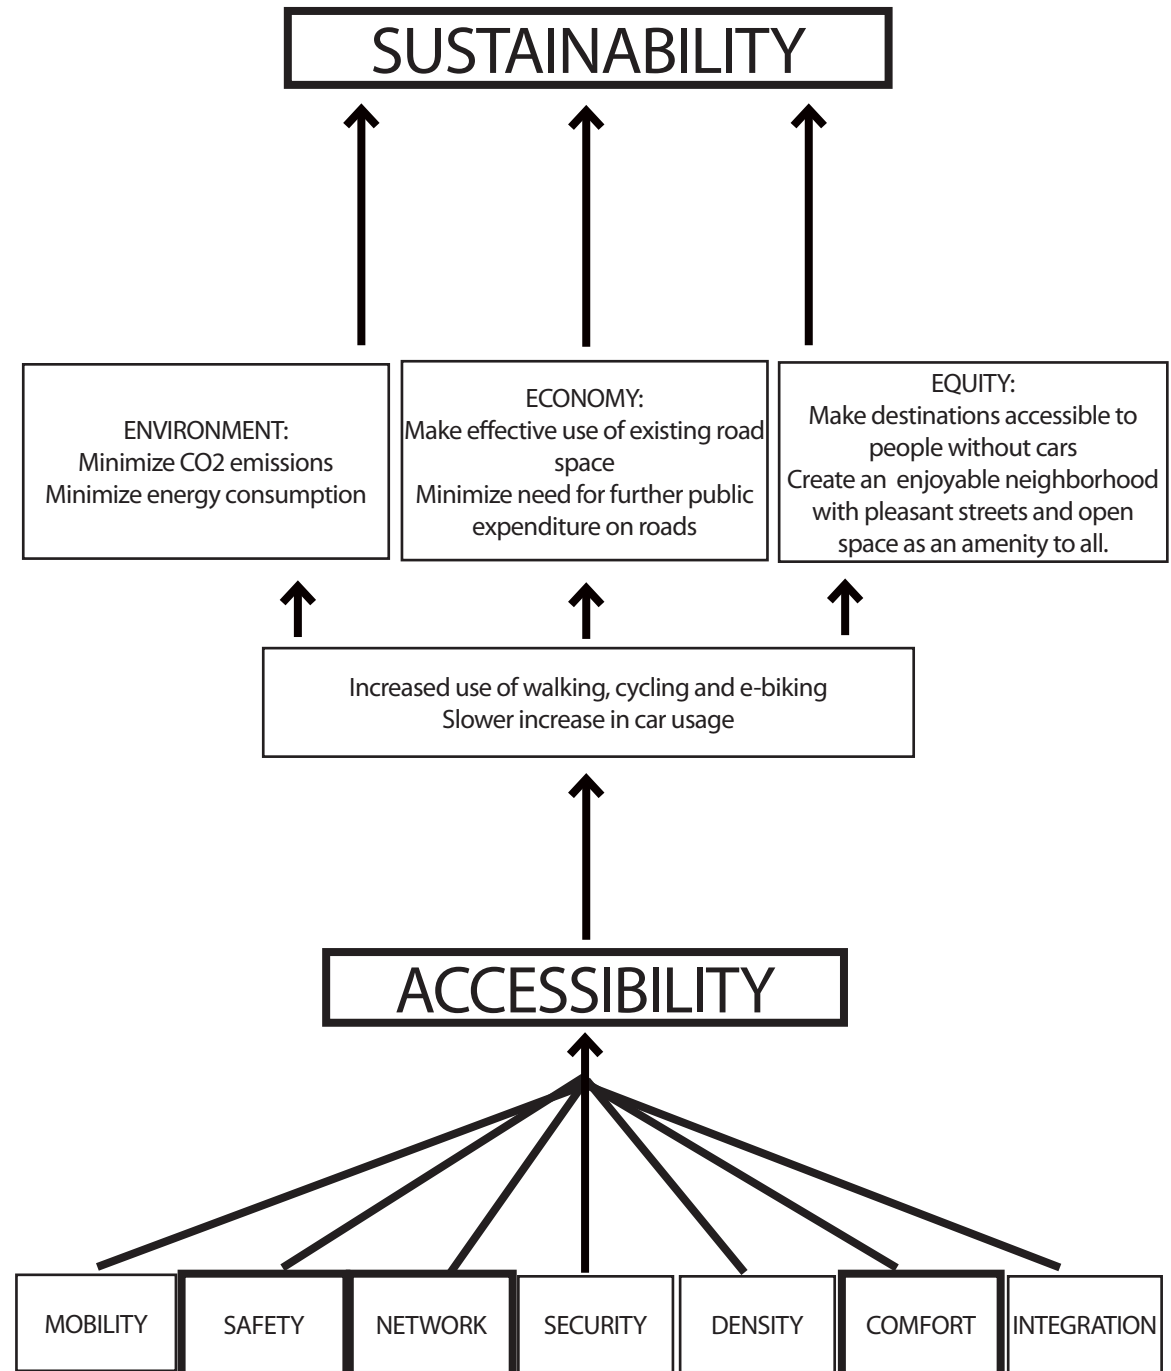 SUSTAINABILITY
ENVIRONMENT:
Minimize CO2 emissions
Minimize energy consumption
ECONOMY:
Make effective use of existing road
space
Minimize need for further public
expenditure on roads
EQUITY:
Make destinations accessible to
people without cars
Create an enjoyable neighborhood
with pleasant streets and open
space as an amenity to all.
Increased use of walking, cycling and e-biking
Slower increase in car usage
ACCESSIBILITY
MOBILITY
SAFETY
NETWORK
SECURITY
DENSITY
COMFORT
INTEGRATION